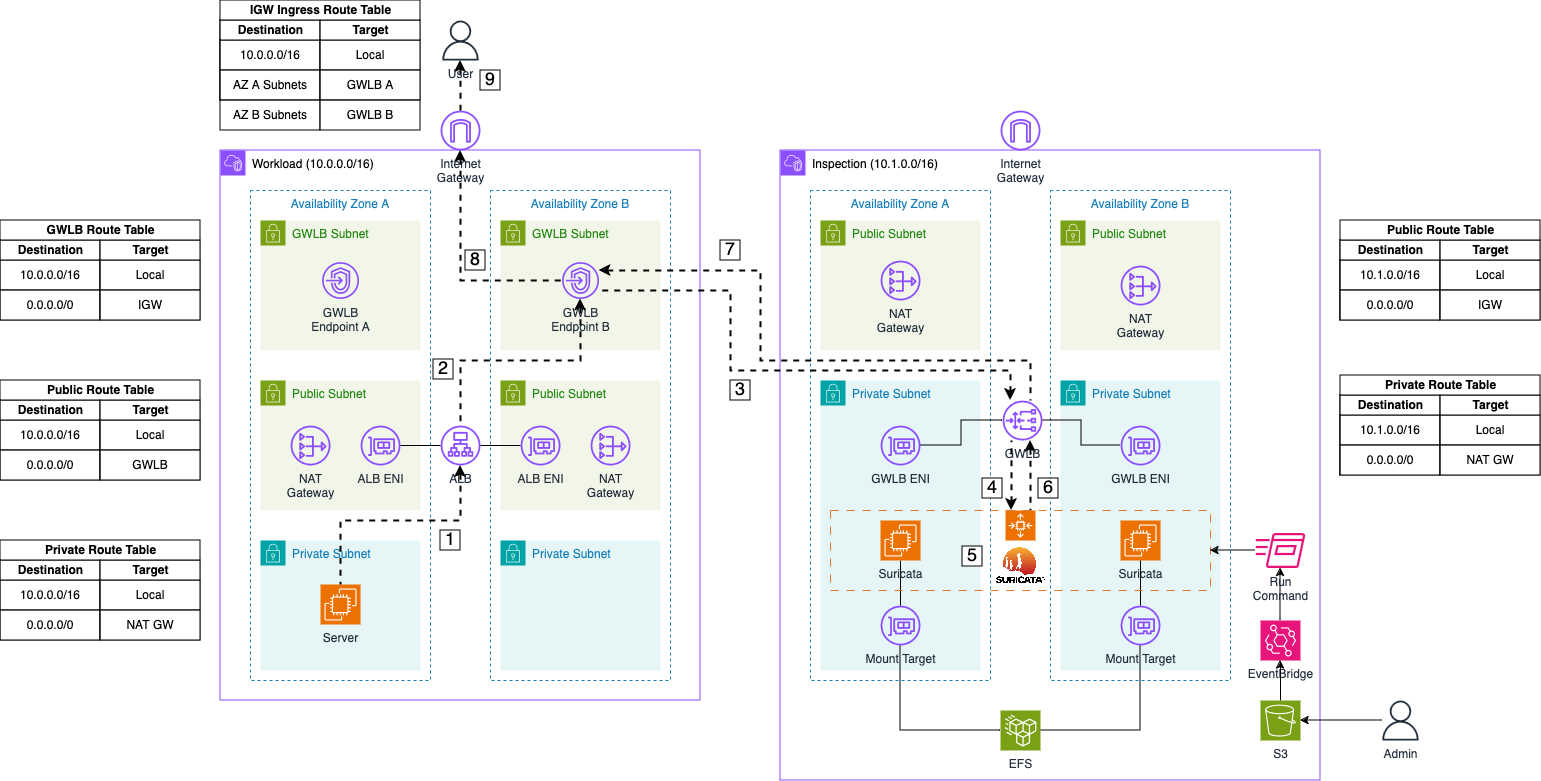 IGW Ingress Route Table
Destination Target
10.0.0.0/16 Local
AZ A Subnets GWLB A
AZ B Subnets GWLB B
User
9
Internet
Gateway
Workload (10.0.0.0/16)
Availability Zone A
GWLB Subnet
GWLB
Endpoint A
Public Subnet
NAT
Gateway
ALB ENI
Private Subnet
Server
Availability Zone B
GWLB Subnet
GWLB
Endpoint B
Public Subnet
ALB ENI
NAT
Gateway
Private Subnet
ALB
1
2
8
7
3
GWLB Route Table
Destination Target
10.0.0.0/16 Local
0.0.0.0/0 IGW
Public Route Table
Destination Target
10.0.0.0/16 Local
0.0.0.0/0 GWLB
Private Route Table
Destination Target
10.0.0.0/16 Local
0.0.0.0/0 NAT GW
Internet
Gateway
Inspection (10.1.0.0/16)
Availability Zone A
Public Subnet
NAT
Gateway
Private Subnet
GWLB ENI
Suricata
Mount Target
Availability Zone B
Public Subnet
NAT
Gateway
Private Subnet
GWLB ENI
Suricata
Mount Target
GWLB
4
6
5
SURICATA
EFS
Run
Command
EventBridge
S3
Admin
Public Route Table
Destination Target
10.1.0.0/16 Local
0.0.0.0/0 IGW
Private Route Table
Destination Target
10.1.0.0/16 Local
0.0.0.0/0 NAT GW